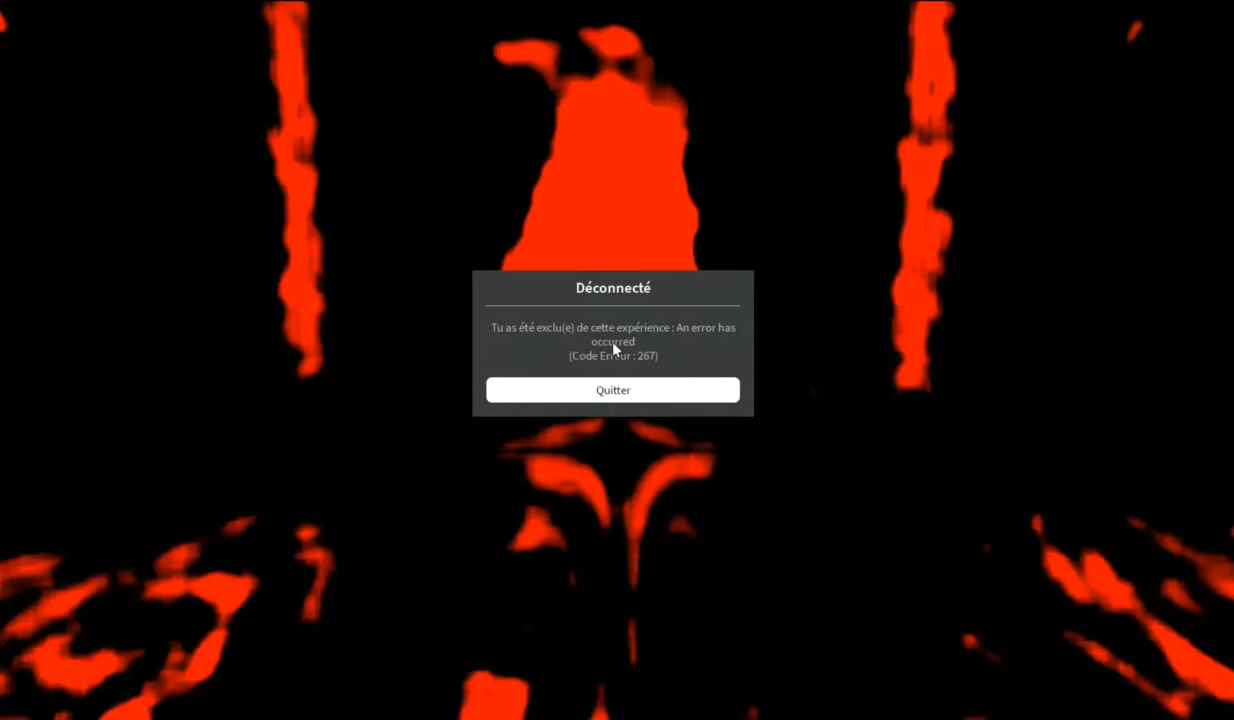 Déconnecté
Tu as été exclu(e) de cette expérience : An error has
occurred
(Code Erreur : 267)
Quitter